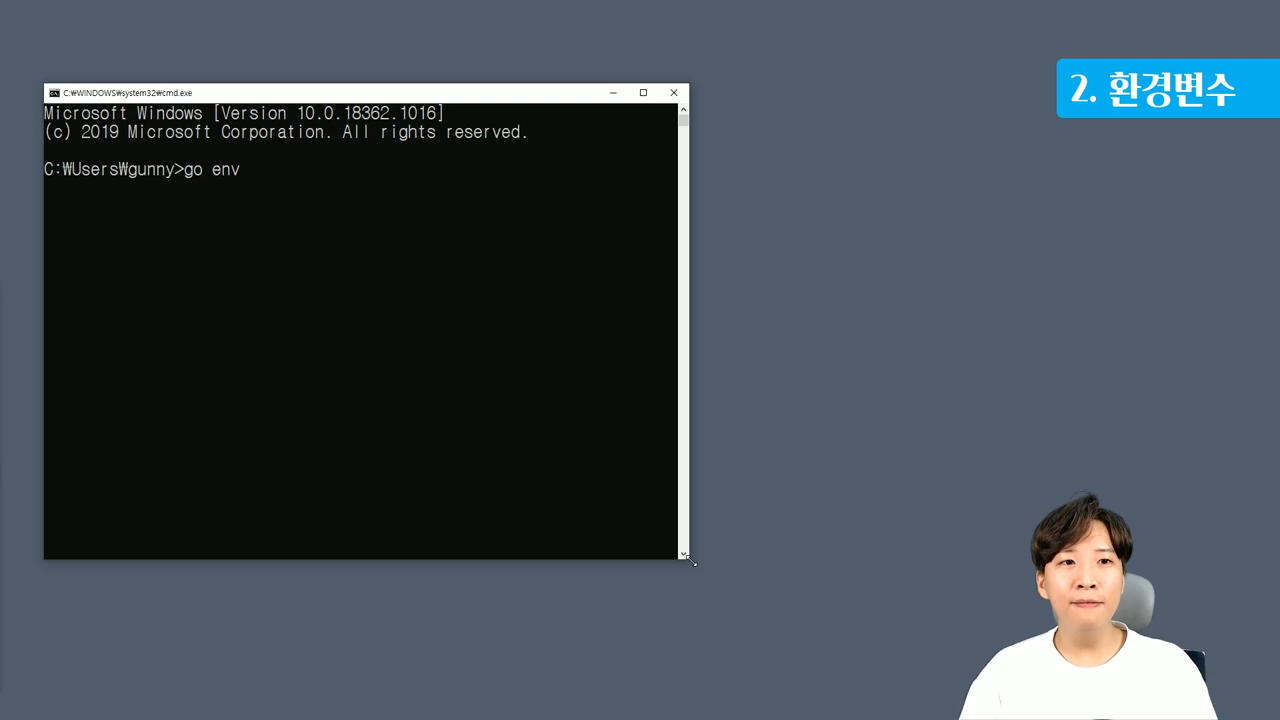 C:₩WINDOWS₩system32₩cmd.exe
2. 환경변수
Microsoft Windows [Version 10.0.18362.1016]
(c) 2019 Microsoft Corporation. All rights reserved.
C:₩Users₩gunny>go env